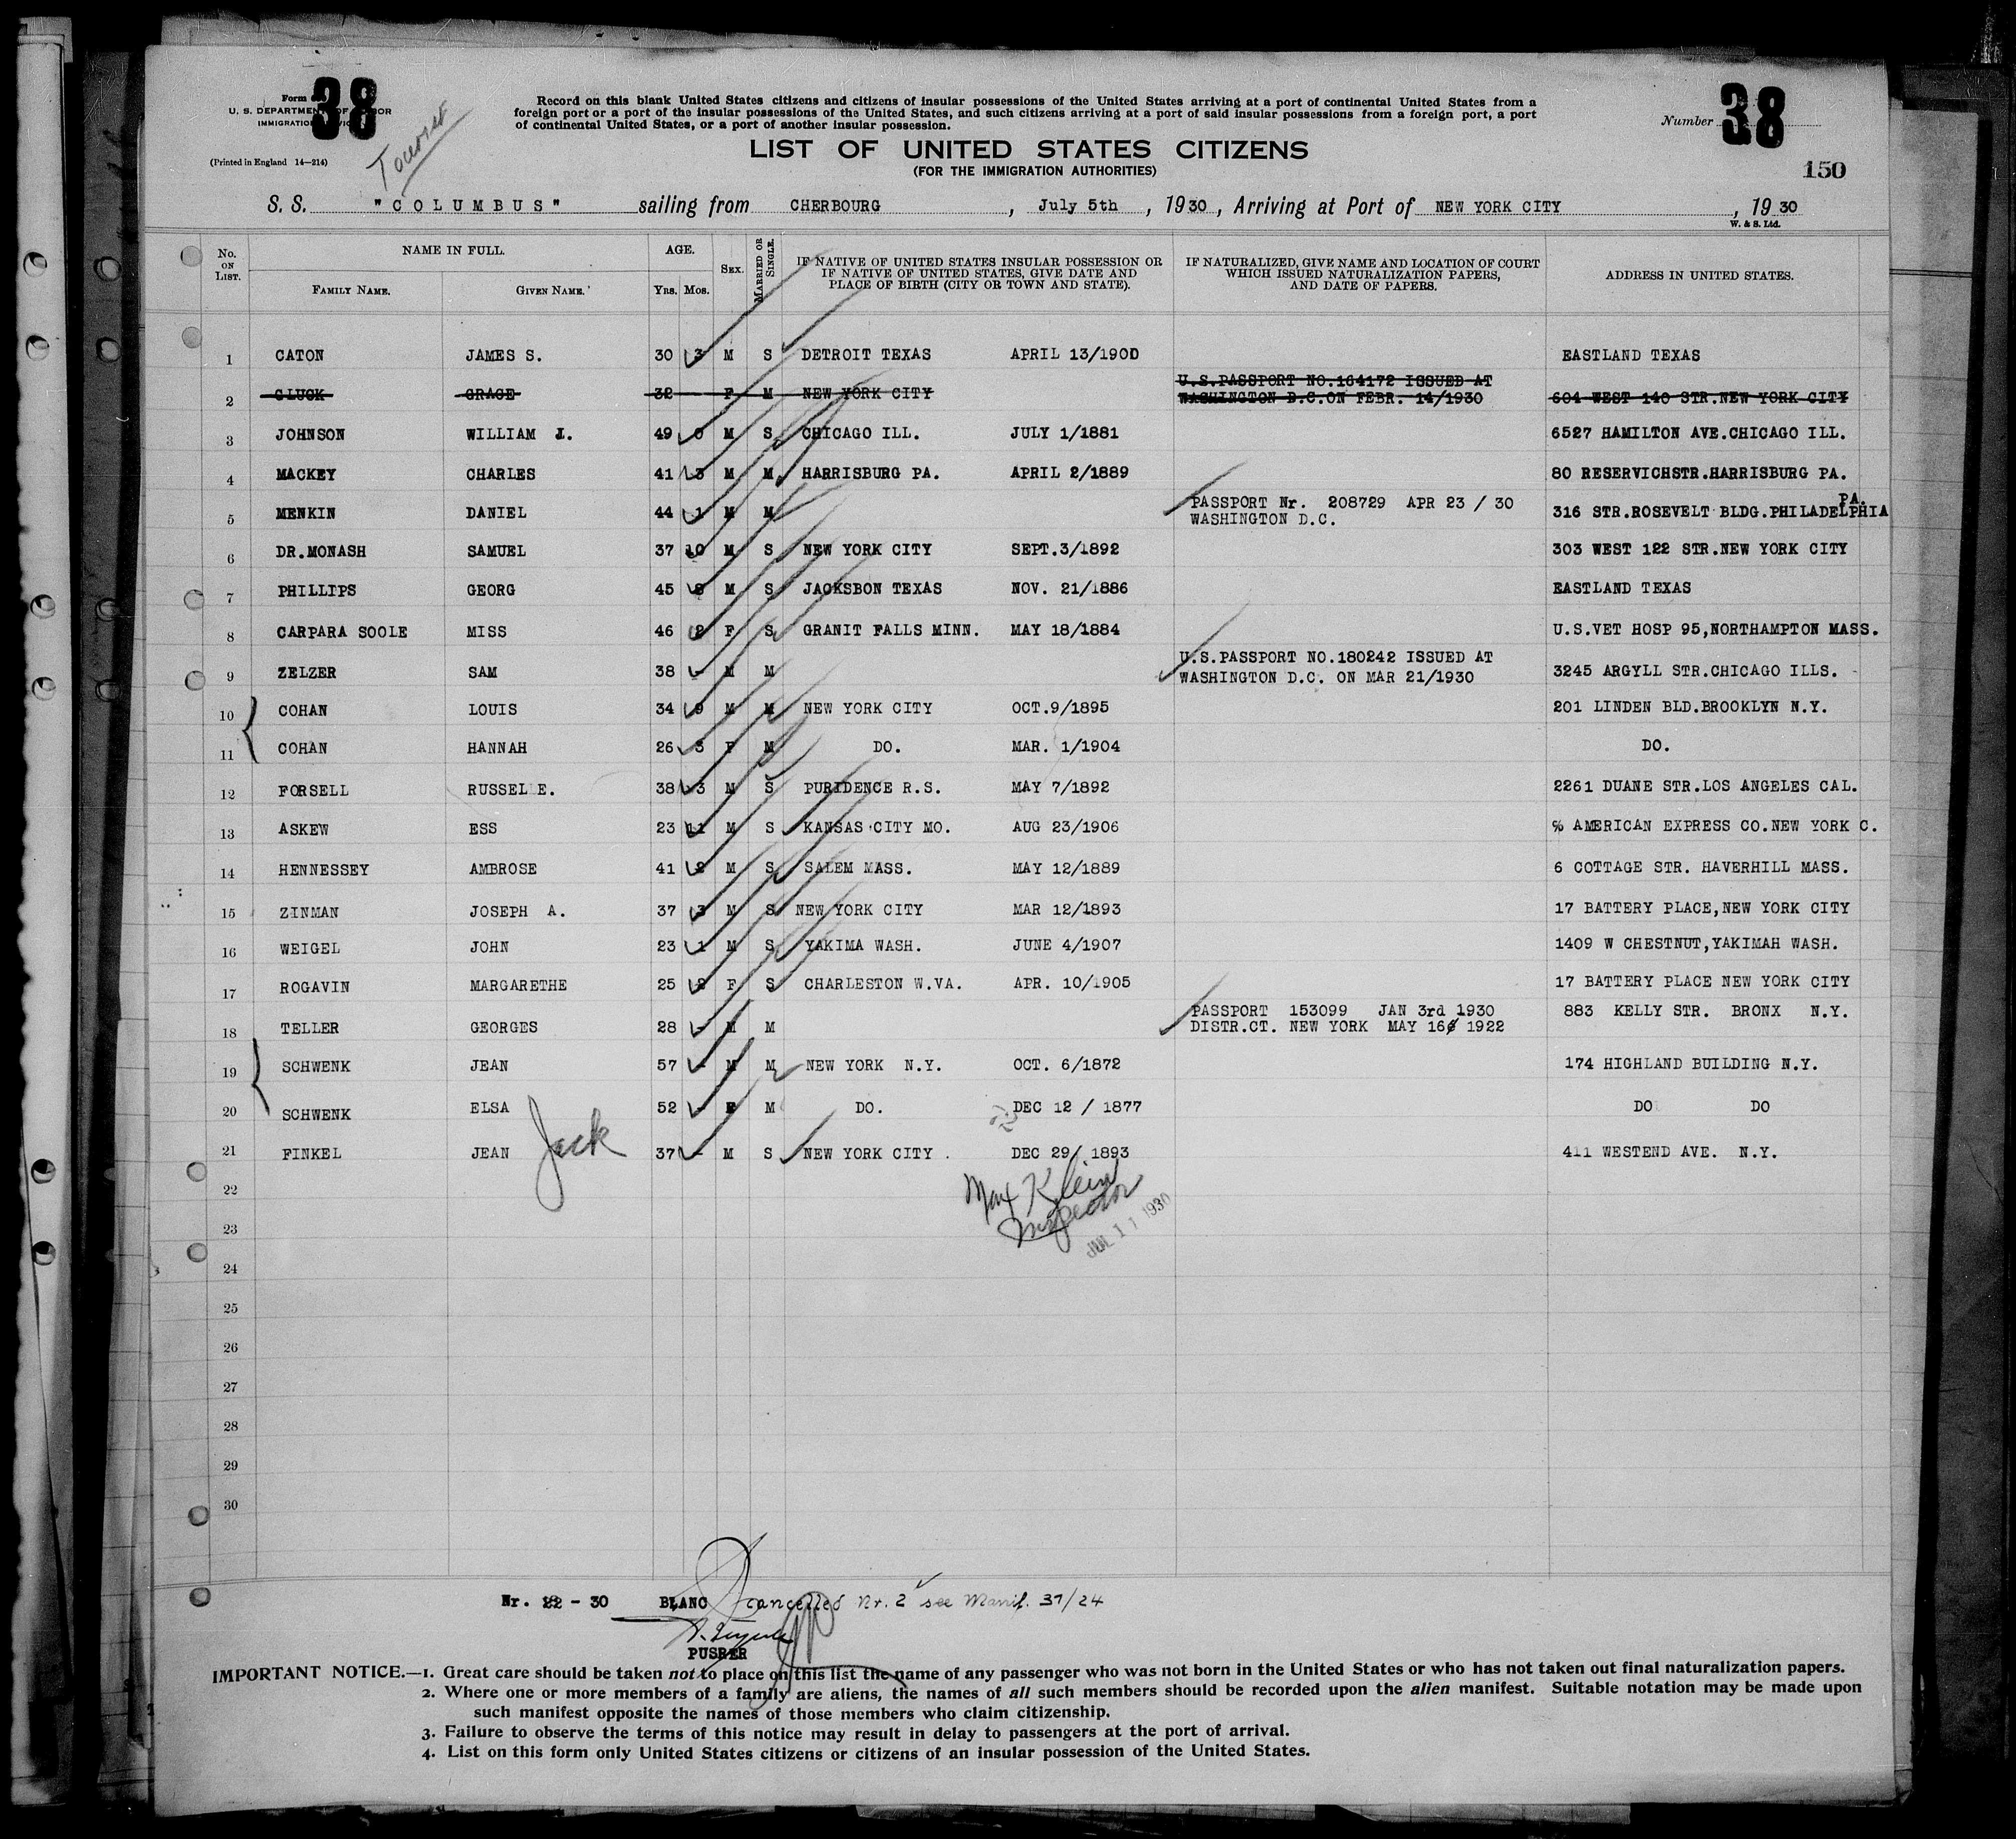 38
38
Form
U. S. DEPARTMENT OF LABOR
IMMIGRATION SERVICE
(Printed in England 14—214)
Tourist
Record on this blank United States citizens and citizens of insular possessions of the United States arriving at a port of continental United States from a
foreign port or a port of the insular possessions of the United States, and such citizens arriving at a port of said insular possessions from a foreign port, a port
of continental United States, or a port of another insular possession.
Number
LIST OF UNITED STATES CITIZENS
(FOR THE IMMIGRATION AUTHORITIES)
150
S. S. "COLUMBUS" sailing from CHERBOURG, July 5th, 1930, Arriving at Port of NEW YORK CITY, 1930
W. & S. Ltd.
No. ON LIST. NAME IN FULL. AGE. SEX. MARRIED OR SINGLE. IF NATIVE OF UNITED STATES INSULAR POSSESSION OR IF NATIVE OF UNITED STATES, GIVE DATE AND PLACE OF BIRTH (CITY OR TOWN AND STATE). IF NATURALIZED, GIVE NAME AND LOCATION OF COURT WHICH ISSUED NATURALIZATION PAPERS, AND DATE OF PAPERS. ADDRESS IN UNITED STATES.
FAMILY NAME. GIVEN NAME. Yrs. Mos.
1 CATON JAMES S. 30 3 M S DETROIT TEXAS APRIL 13/1900 EASTLAND TEXAS
2 GLUCK GRACE 32 F M NEW YORK CITY U.S.PASSPORT NO.164172 ISSUED AT WASHINGTON D.C.ON FEBR. 14/1930 604 WEST 140 STR.NEW YORK CITY
3 JOHNSON WILLIAM J. 49 0 M S CHICAGO ILL. JULY 1/1881 6527 HAMILTON AVE.CHICAGO ILL.
4 MACKEY CHARLES 41 3 M M HARRISBURG PA. APRIL 2/1889 80 RESERVICHSTR.HARRISBURG PA.
5 MENKIN DANIEL 44 1 M M PASSPORT Nr. 208729 APR 23 / 30 WASHINGTON D.C. 316 STR.ROSEVELT BLDG.PHILADELPHIA PA.
6 DR.MONASH SAMUEL 37 10 M S NEW YORK CITY SEPT.3/1892 303 WEST 122 STR.NEW YORK CITY
7 PHILLIPS GEORG 45 8 M S JACKSBON TEXAS NOV. 21/1886 EASTLAND TEXAS
8 CARPARA SOOLE MISS 46 2 F S GRANIT FALLS MINN. MAY 18/1884 U.S.VET HOSP 95,NORTHAMPTON MASS.
9 ZELZER SAM 38 - M M U.S.PASSPORT NO.180242 ISSUED AT WASHINGTON D.C. ON MAR 21/1930 3245 ARGYLL STR.CHICAGO ILLS.
10 COHAN LOUIS 34 9 M M NEW YORK CITY OCT.9/1895 201 LINDEN BLD.BROOKLYN N.Y.
11 COHAN HANNAH 26 3 F M DO. MAR. 1/1904 DO.
12 FORSELL RUSSEL E. 38 3 M S PURIDENCE R.S. MAY 7/1892 2261 DUANE STR.LOS ANGELES CAL.
13 ASKEW ESS 23 11 M S KANSAS CITY MO. AUG 23/1906 % AMERICAN EXPRESS CO.NEW YORK C.
14 HENNESSEY AMBROSE 41 2 M S SALEM MASS. MAY 12/1889 6 COTTAGE STR. HAVERHILL MASS.
15 ZINMAN JOSEPH A. 37 3 M S NEW YORK CITY MAR 12/1893 17 BATTERY PLACE,NEW YORK CITY
16 WEIGEL JOHN 23 1 M S YAKIMA WASH. JUNE 4/1907 1409 W CHESTNUT,YAKIMAH WASH.
17 ROGAVIN MARGARETHE 25 2 F S CHARLESTON W.VA. APR. 10/1905 17 BATTERY PLACE NEW YORK CITY
18 TELLER GEORGES 28 - M M PASSPORT 153099 JAN 3rd 1930 DISTR.CT. NEW YORK MAY 16 1922 883 KELLY STR. BRONX N.Y.
19 SCHWENK JEAN 57 - M M NEW YORK N.Y. OCT. 6/1872 174 HIGHLAND BUILDING N.Y.
20 SCHWENK ELSA 52 - F M DO. DEC 12 / 1877 DO DO
21 FINKEL JEAN Jack 37 - M S NEW YORK CITY . DEC 29/ 1893 411 WESTEND AVE. N.Y.
22
Max Klein
Inspector
23
JUL 11 1930
24
25
26
27
28
29
30
Nr. 22 - 30 BLANC cancelled Nr. 2 see Manif. 37/24
PUSRER
IMPORTANT NOTICE.—1. Great care should be taken not to place on this list the name of any passenger who was not born in the United States or who has not taken out final naturalization papers.
2. Where one or more members of a family are aliens, the names of all such members should be recorded upon the alien manifest. Suitable notation may be made upon
such manifest opposite the names of those members who claim citizenship.
3. Failure to observe the terms of this notice may result in delay to passengers at the port of arrival.
4. List on this form only United States citizens or citizens of an insular possession of the United States.